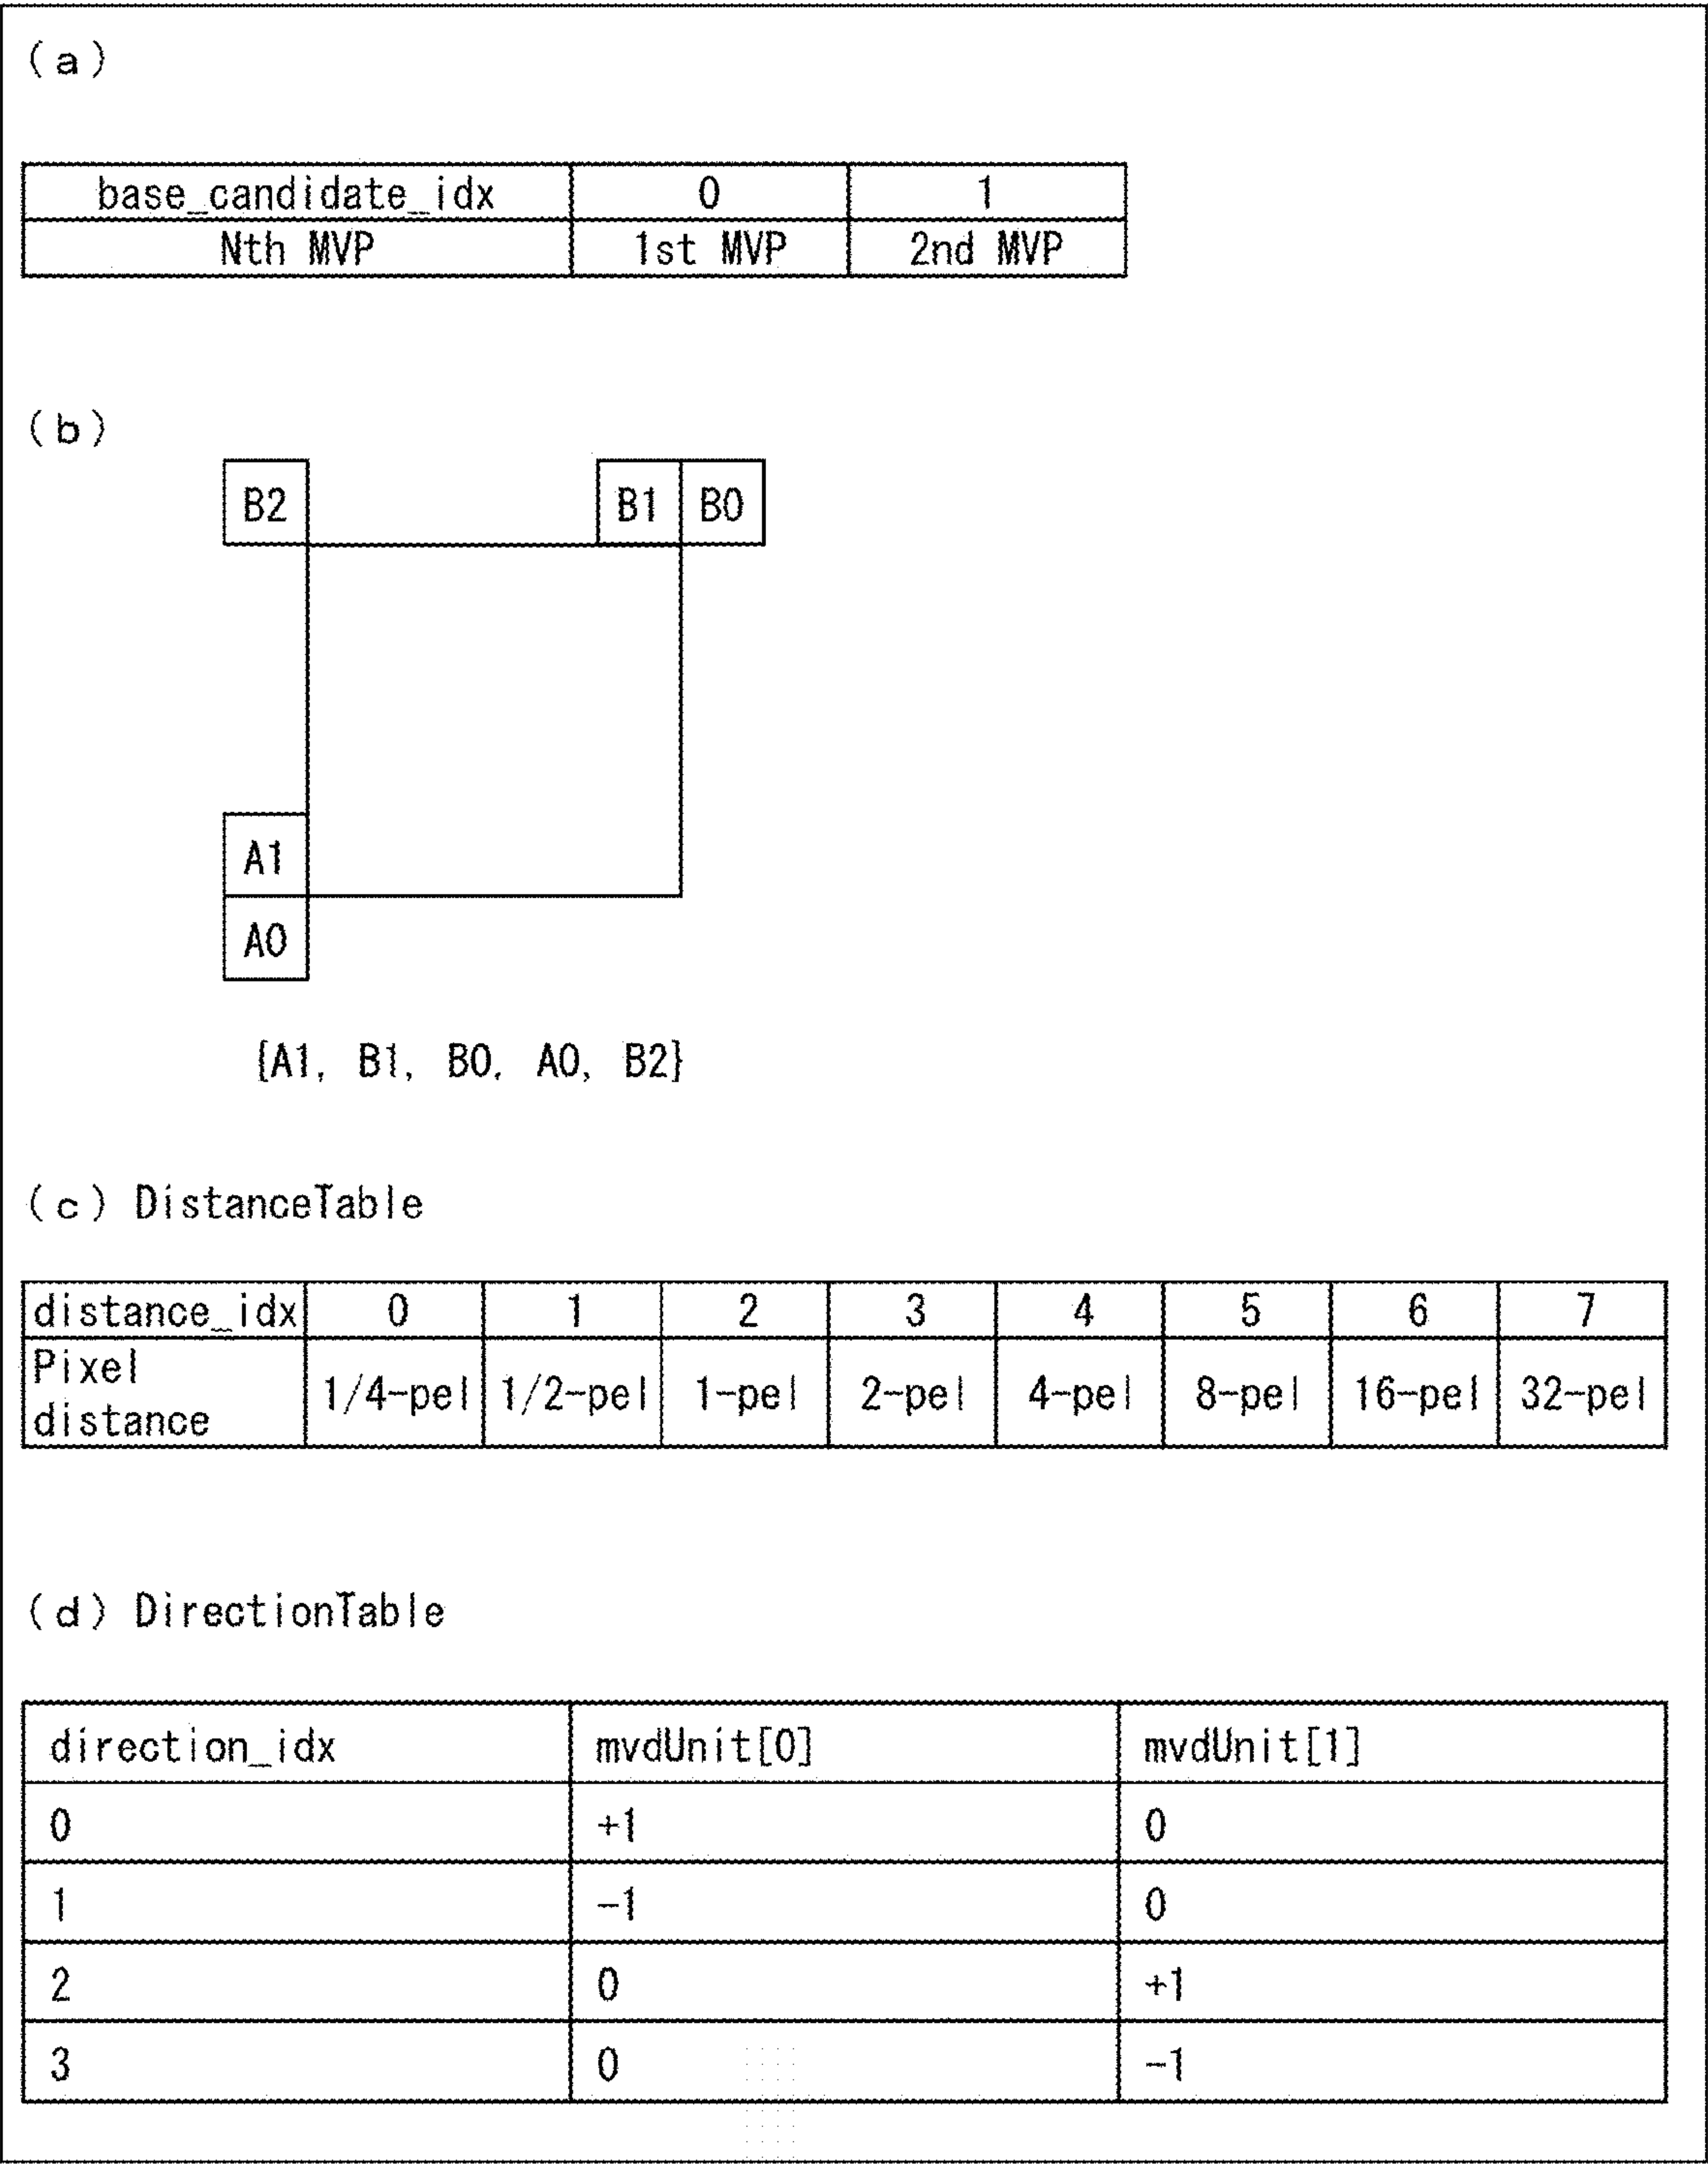 (a)
base_candidate_idx 0 1
Nth MVP 1st MVP 2nd MVP
(b)
B2 B1 B0
A1
A0
{A1, B1, B0, A0, B2}
(c) DistanceTable
distance_idx 0 1 2 3 4 5 6 7
Pixel distance 1/4-pel 1/2-pel 1-pel 2-pel 4-pel 8-pel 16-pel 32-pel
(d) DirectionTable
direction_idx mvdUnit[0] mvdUnit[1]
0 +1 0
1 -1 0
2 0 +1
3 0 -1